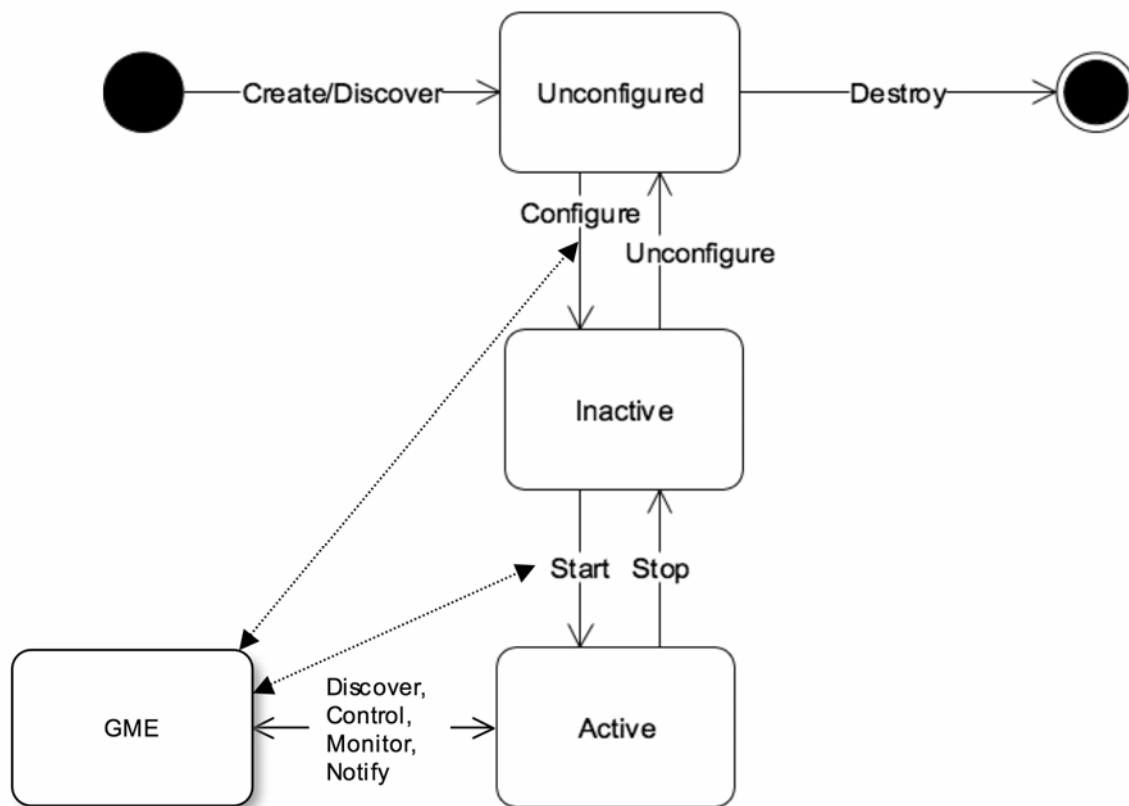 Create/Discover
Unconfigured
Destroy
Configure
Unconfigure
Inactive
Start
Stop
GME
Discover,
Control,
Monitor,
Notify
Active